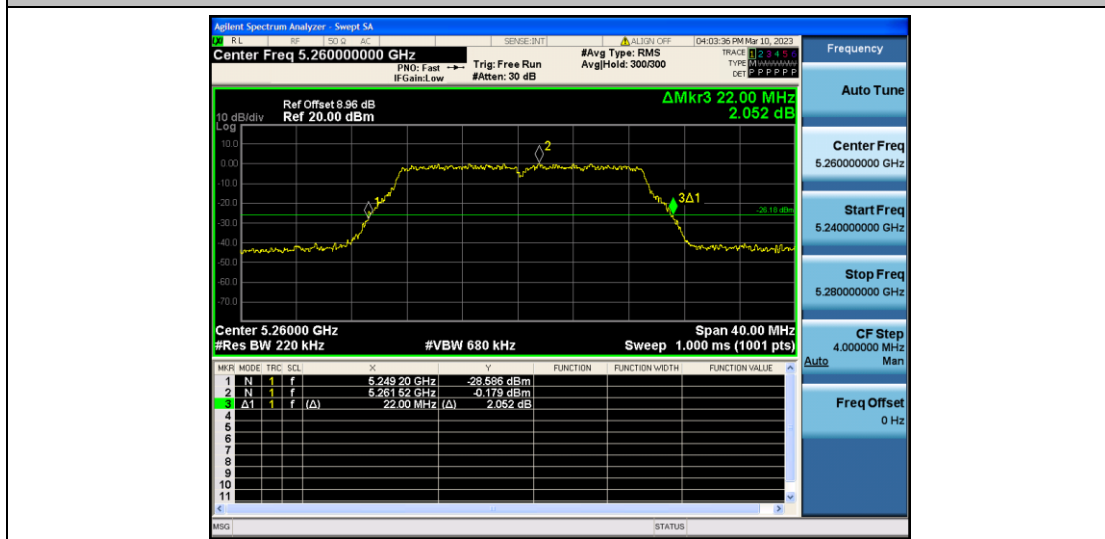 Agilent Spectrum Analyzer - Swept SA
RL RF 50 Ω AC SENSE:INT ALIGN OFF 04:03:36 PM Mar 10, 2023
Center Freq 5.260000000 GHz
PNO: Fast
IFGain:Low
Trig: Free Run
#Atten: 30 dB
#Avg Type: RMS
Avg|Hold: 300/300
TRACE 1 2 3 4 5 6
TYPE M
DET P P P P P P
Frequency
Auto Tune
Center Freq
5.260000000 GHz
Start Freq
5.240000000 GHz
Stop Freq
5.280000000 GHz
CF Step
4.000000 MHz
Auto Man
Freq Offset
0 Hz
ΔMkr3 22.00 MHz
2.052 dB
Ref Offset 8.96 dB
10 dB/div Ref 20.00 dBm
Log
10.0
0.00
-10.0
-20.0
-30.0
-40.0
-50.0
-60.0
-70.0
1
2
3Δ1
-26.18 dBm
Center 5.26000 GHz Span 40.00 MHz
#Res BW 220 kHz #VBW 680 kHz Sweep 1.000 ms (1001 pts)
MKR MODE TRC SCL X Y FUNCTION FUNCTION WIDTH FUNCTION VALUE
1 N 1 f 5.249 20 GHz -28.586 dBm
2 N 1 f 5.261 52 GHz -0.179 dBm
3 Δ1 1 f (Δ) 22.00 MHz (Δ) 2.052 dB
4
5
6
7
8
9
10
11
MSG STATUS